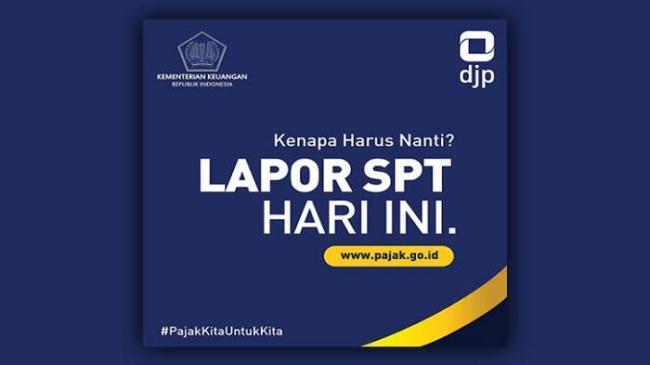 KEMENTERIAN KEUANGAN
REPUBLIK INDONESIA
djp
Kenapa Harus Nanti?
LAPOR SPT
HARI INI.
www.pajak.go.id
#PajakKitaUntukKita